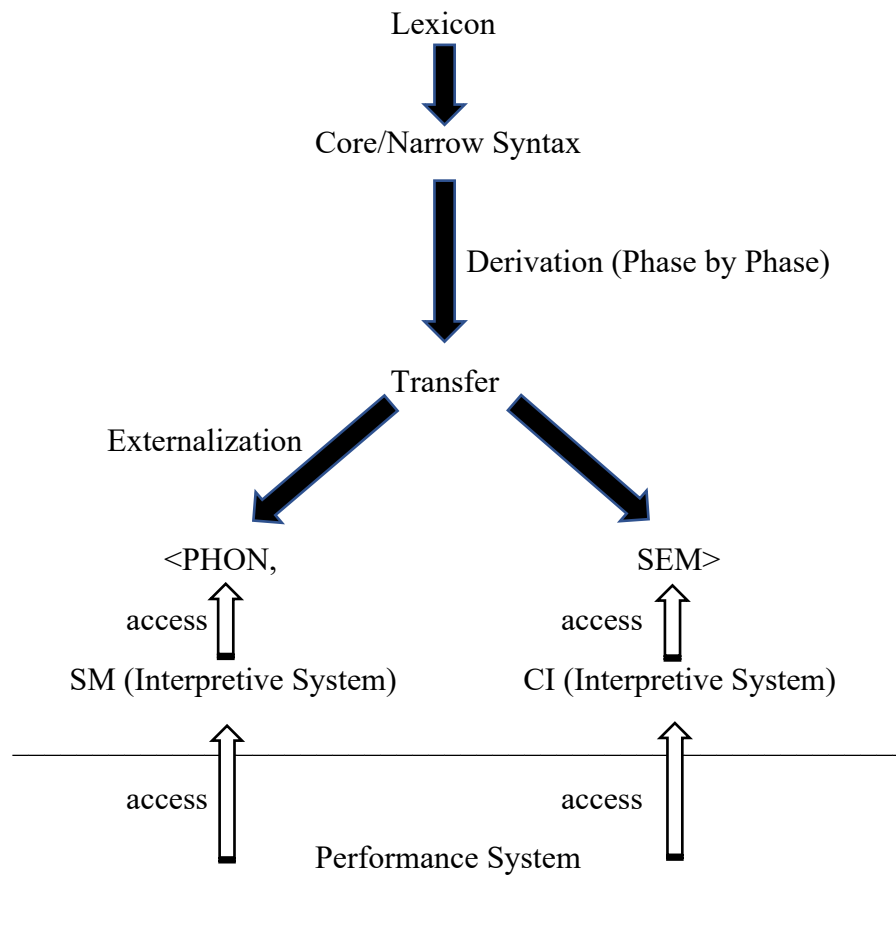 Lexicon
Core/Narrow Syntax
Derivation (Phase by Phase)
Transfer
Externalization
<PHON, SEM>
access access
SM (Interpretive System) CI (Interpretive System)
access access
Performance System